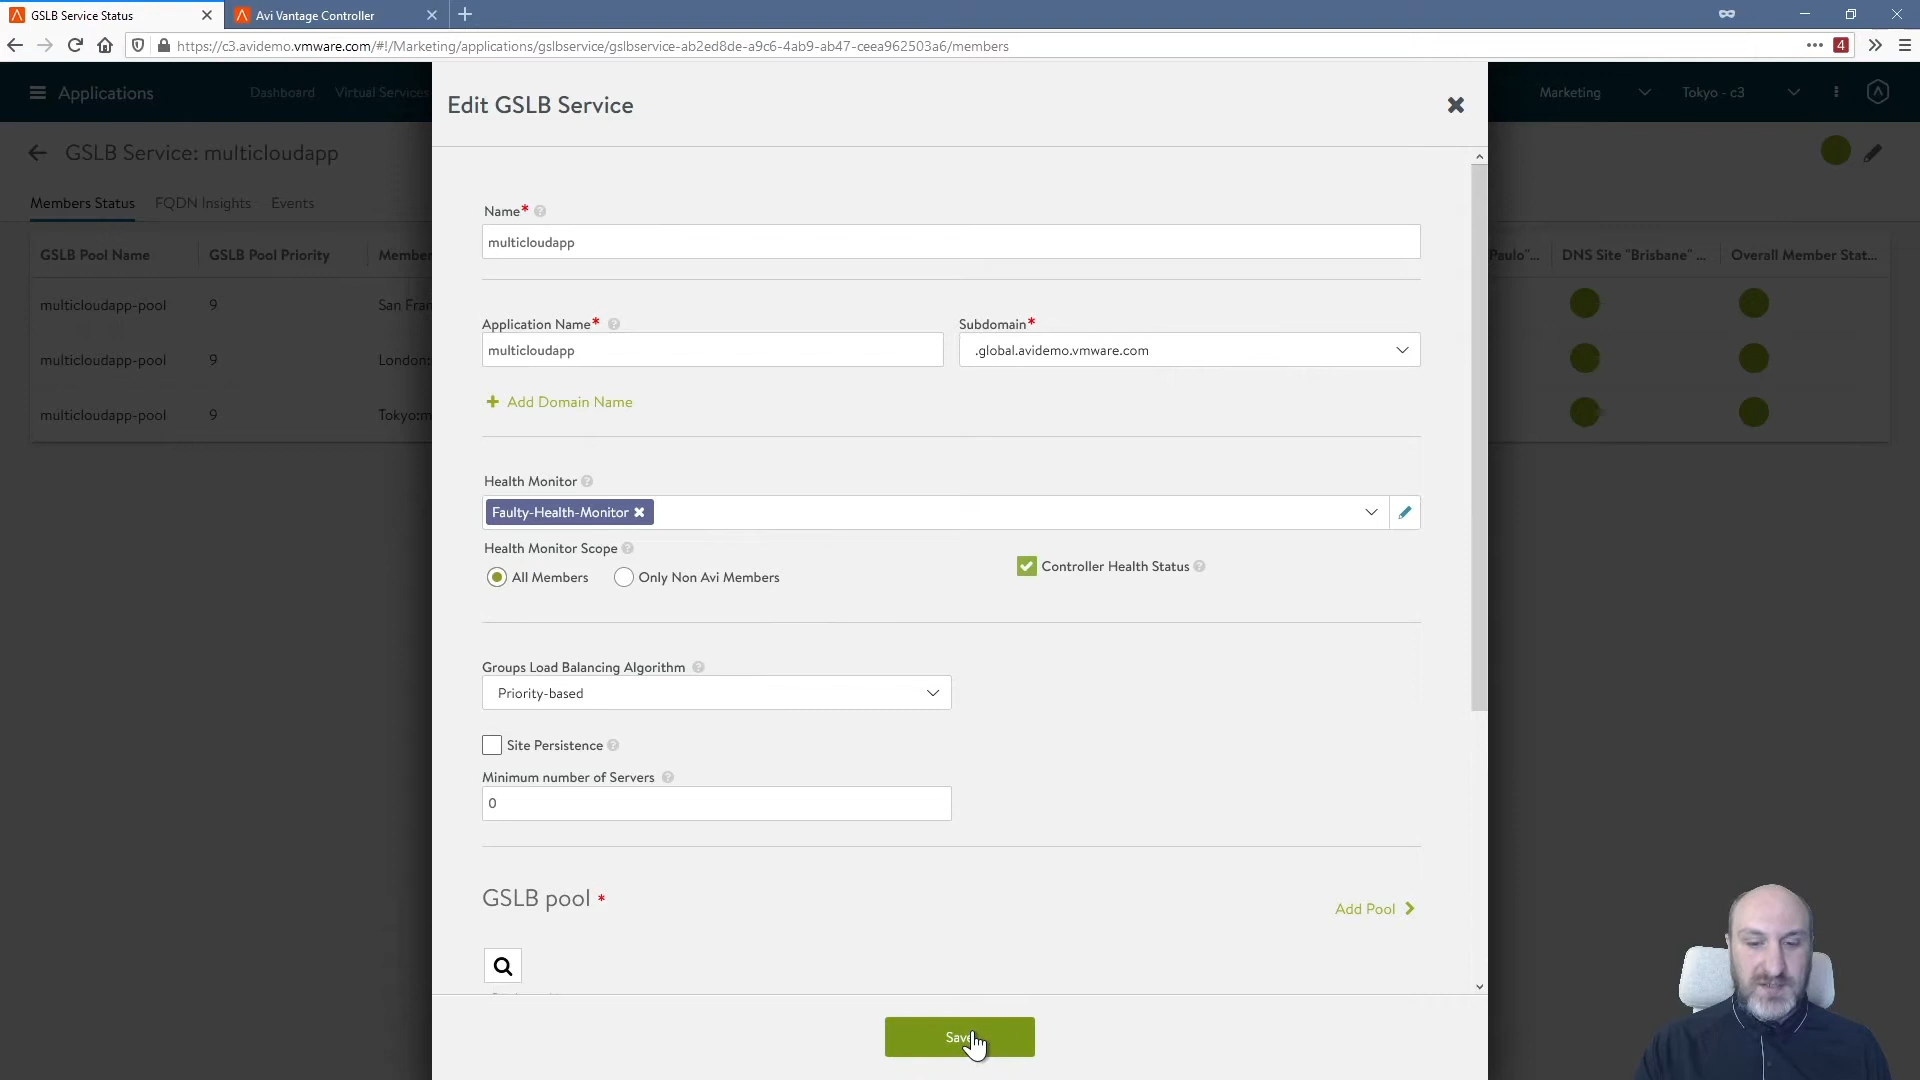 GSLB Service Status
Avi Vantage Controller
https://c3.avidemo.vmware.com/#!/Marketing/applications/gslbservice/gslbservice-ab2ed8de-a9c6-4ab9-ab47-ceea962503a6/members
4
Applications
Dashboard
Virtual Services
Marketing
Tokyo - c3
Edit GSLB Service
GSLB Service: multicloudapp
Members Status
FQDN Insights
Events
GSLB Pool Name
GSLB Pool Priority
Member
Paulo"...
DNS Site "Brisbane" ...
Overall Member Stat...
multicloudapp-pool
9
San Fran
multicloudapp-pool
9
London:
multicloudapp-pool
9
Tokyo:m
Name*
multicloudapp
Application Name*
Subdomain*
multicloudapp
.global.avidemo.vmware.com
Add Domain Name
Health Monitor
Faulty-Health-Monitor
Health Monitor Scope
All Members
Only Non Avi Members
Controller Health Status
Groups Load Balancing Algorithm
Priority-based
Site Persistence
Minimum number of Servers
0
GSLB pool *
Add Pool
Save